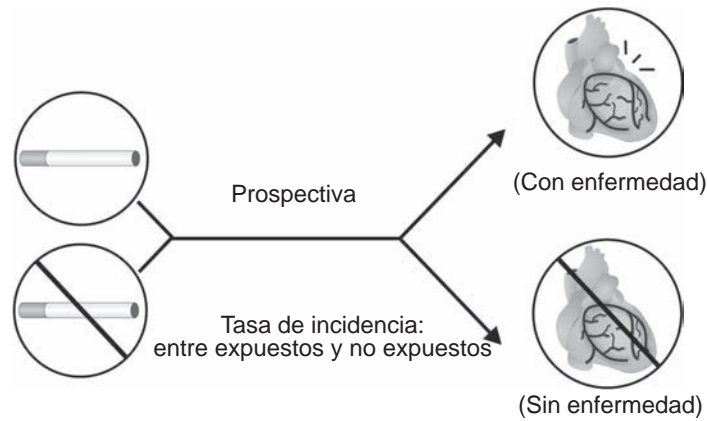 (Con enfermedad)
Prospectiva
Tasa de incidencia:
entre expuestos y no expuestos
(Sin enfermedad)